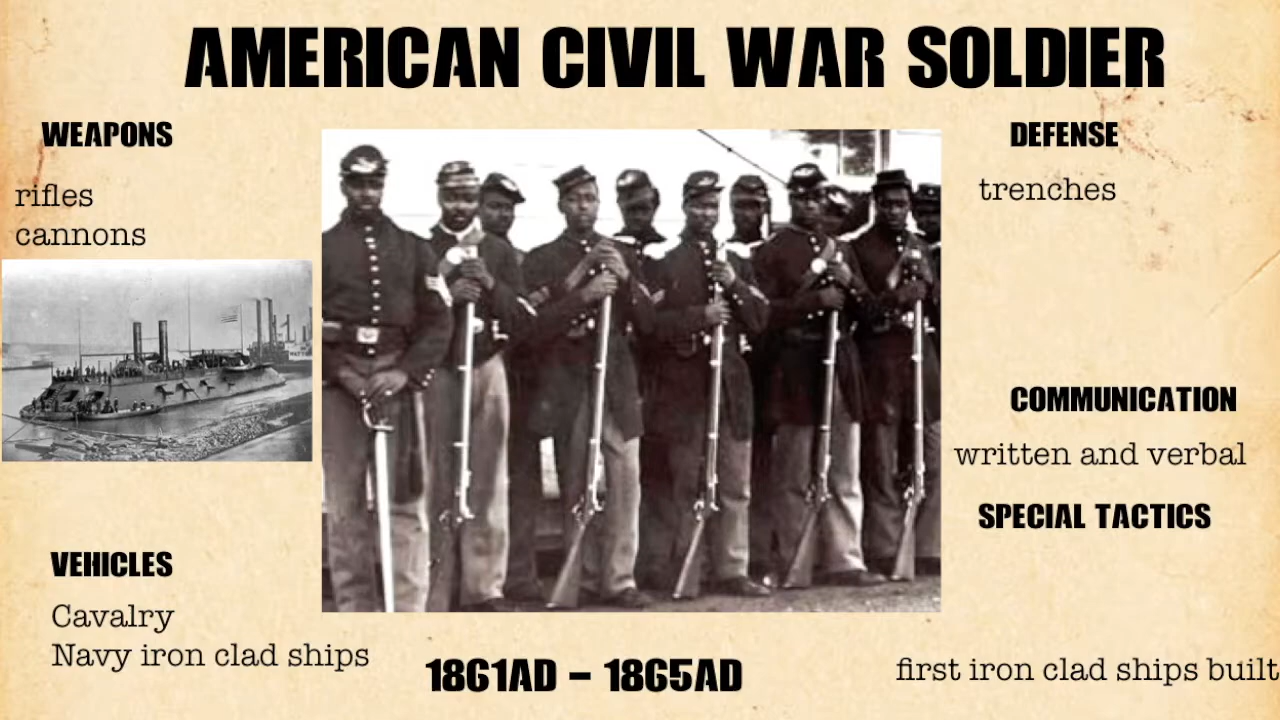 AMERICAN CIVIL WAR SOLDIER
WEAPONS
rifles
cannons
VEHICLES
Cavalry
Navy iron clad ships
1861AD - 1865AD
DEFENSE
trenches
COMMUNICATION
written and verbal
SPECIAL TACTICS
first iron clad ships built